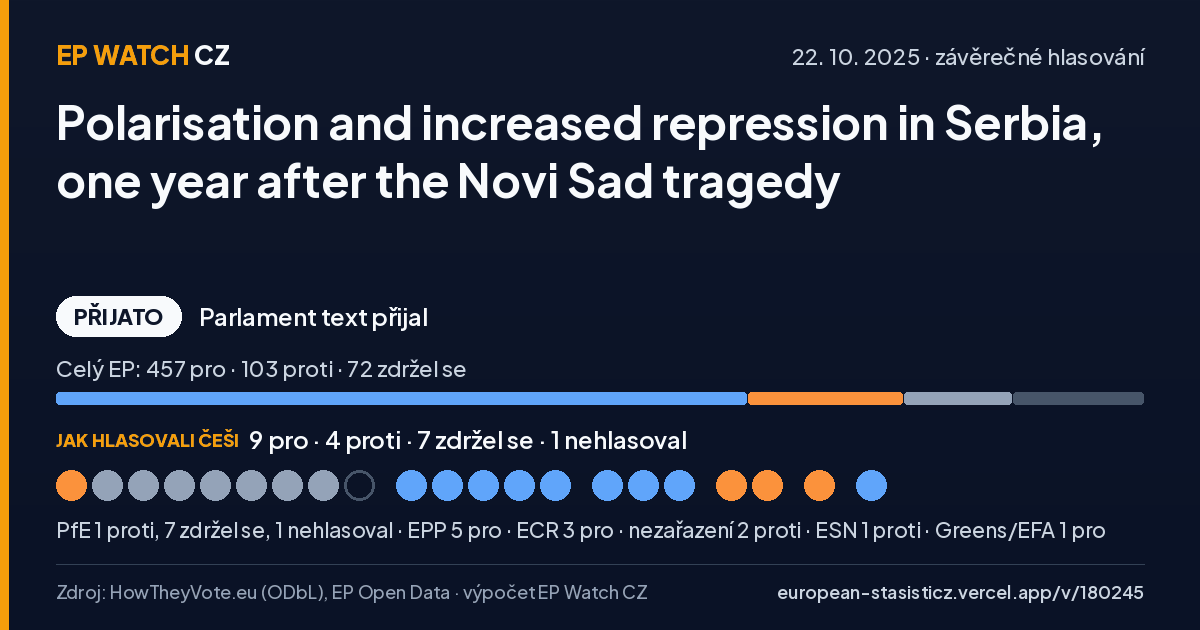 EP WATCH CZ
22. 10. 2025 · závěrečné hlasování
Polarisation and increased repression in Serbia,
one year after the Novi Sad tragedy
PŘIJATO Parlament text přijal
Celý EP: 457 pro · 103 proti · 72 zdržel se
JAK HLASOVALI ČEŠI 9 pro · 4 proti · 7 zdržel se · 1 nehlasoval
PfE 1 proti, 7 zdržel se, 1 nehlasoval · EPP 5 pro · ECR 3 pro · nezařazení 2 proti · ESN 1 proti · Greens/EFA 1 pro
Zdroj: HowTheyVote.eu (ODbL), EP Open Data · výpočet EP Watch CZ
european-stasisticz.vercel.app/v/180245